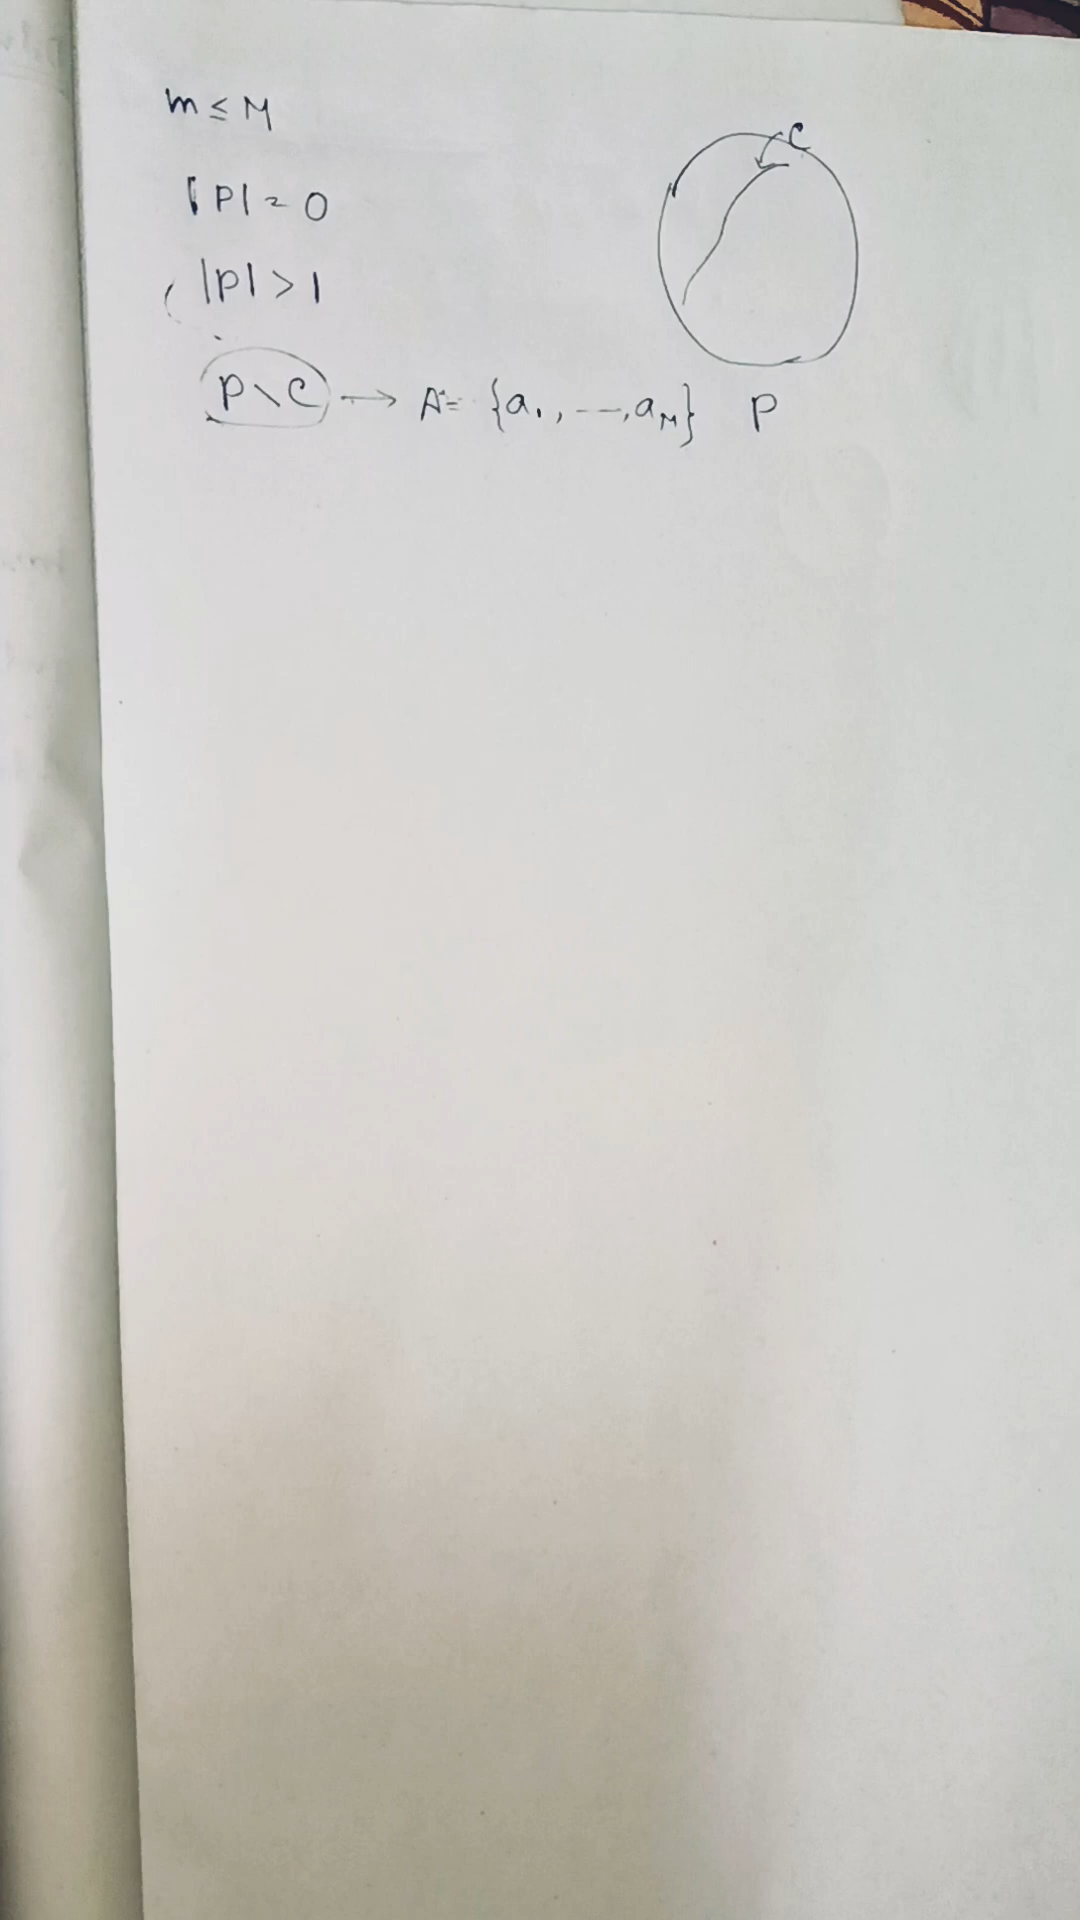 m ≤ M
C
|P| = 0
|P| > 1
P \ C → A = {a₁, ---, a_M} P